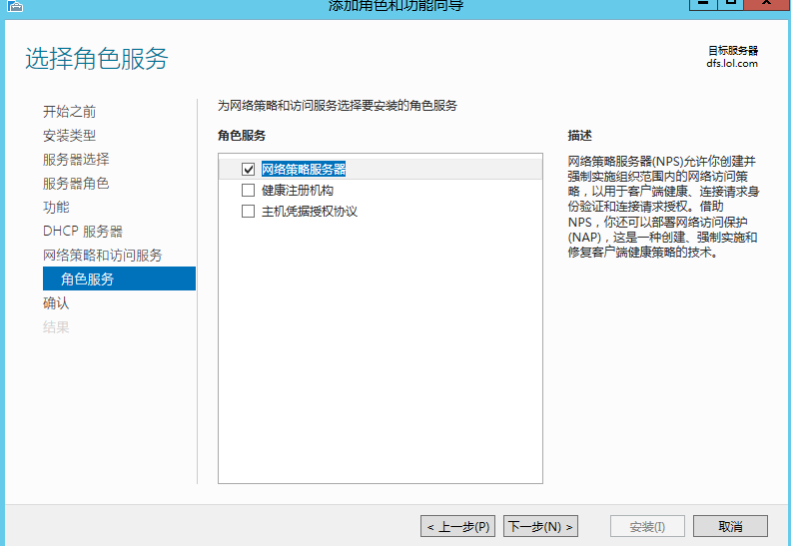 添加角色和功能向导
选择角色服务
目标服务器
dfs.lol.com
开始之前
安装类型
服务器选择
服务器角色
功能
DHCP 服务器
网络策略和访问服务
角色服务
确认
结果
为网络策略和访问服务选择要安装的角色服务
角色服务
网络策略服务器
健康注册机构
主机凭据授权协议
描述
网络策略服务器(NPS)允许你创建并
强制实施组织范围内的网络访问策
略，以用于客户端健康、连接请求身
份验证和连接请求授权。借助
NPS，你还可以部署网络访问保护
(NAP)，这是一种创建、强制实施和
修复客户端健康策略的技术。
< 上一步(P)
下一步(N) >
安装(I)
取消